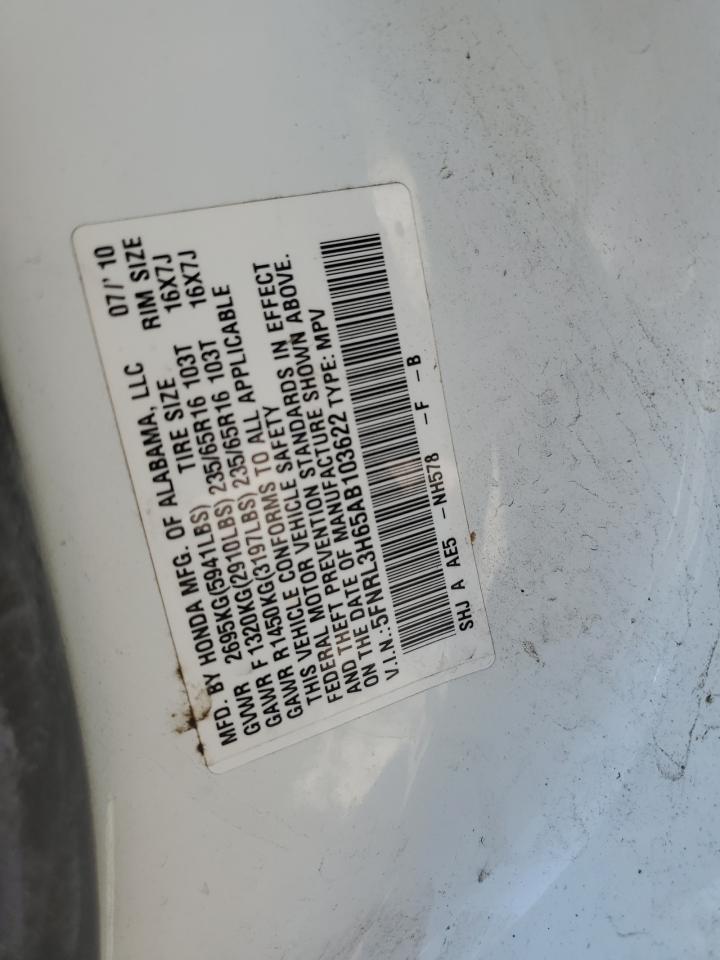 MFD. BY HONDA MFG. OF ALABAMA, LLC 07/'10
TIRE SIZE RIM SIZE
GVWR 2695KG(5941LBS)
GAWR F 1320KG(2910LBS) 235/65R16 103T 16X7J
GAWR R 1450KG(3197LBS) 235/65R16 103T 16X7J
THIS VEHICLE CONFORMS TO ALL APPLICABLE
FEDERAL MOTOR VEHICLE SAFETY
AND THEFT PREVENTION STANDARDS IN EFFECT
ON THE DATE OF MANUFACTURE SHOWN ABOVE.
V.I.N.:5FNRL3H65AB103622 TYPE: MPV
SHJ A AE5 -NH578 -F -B